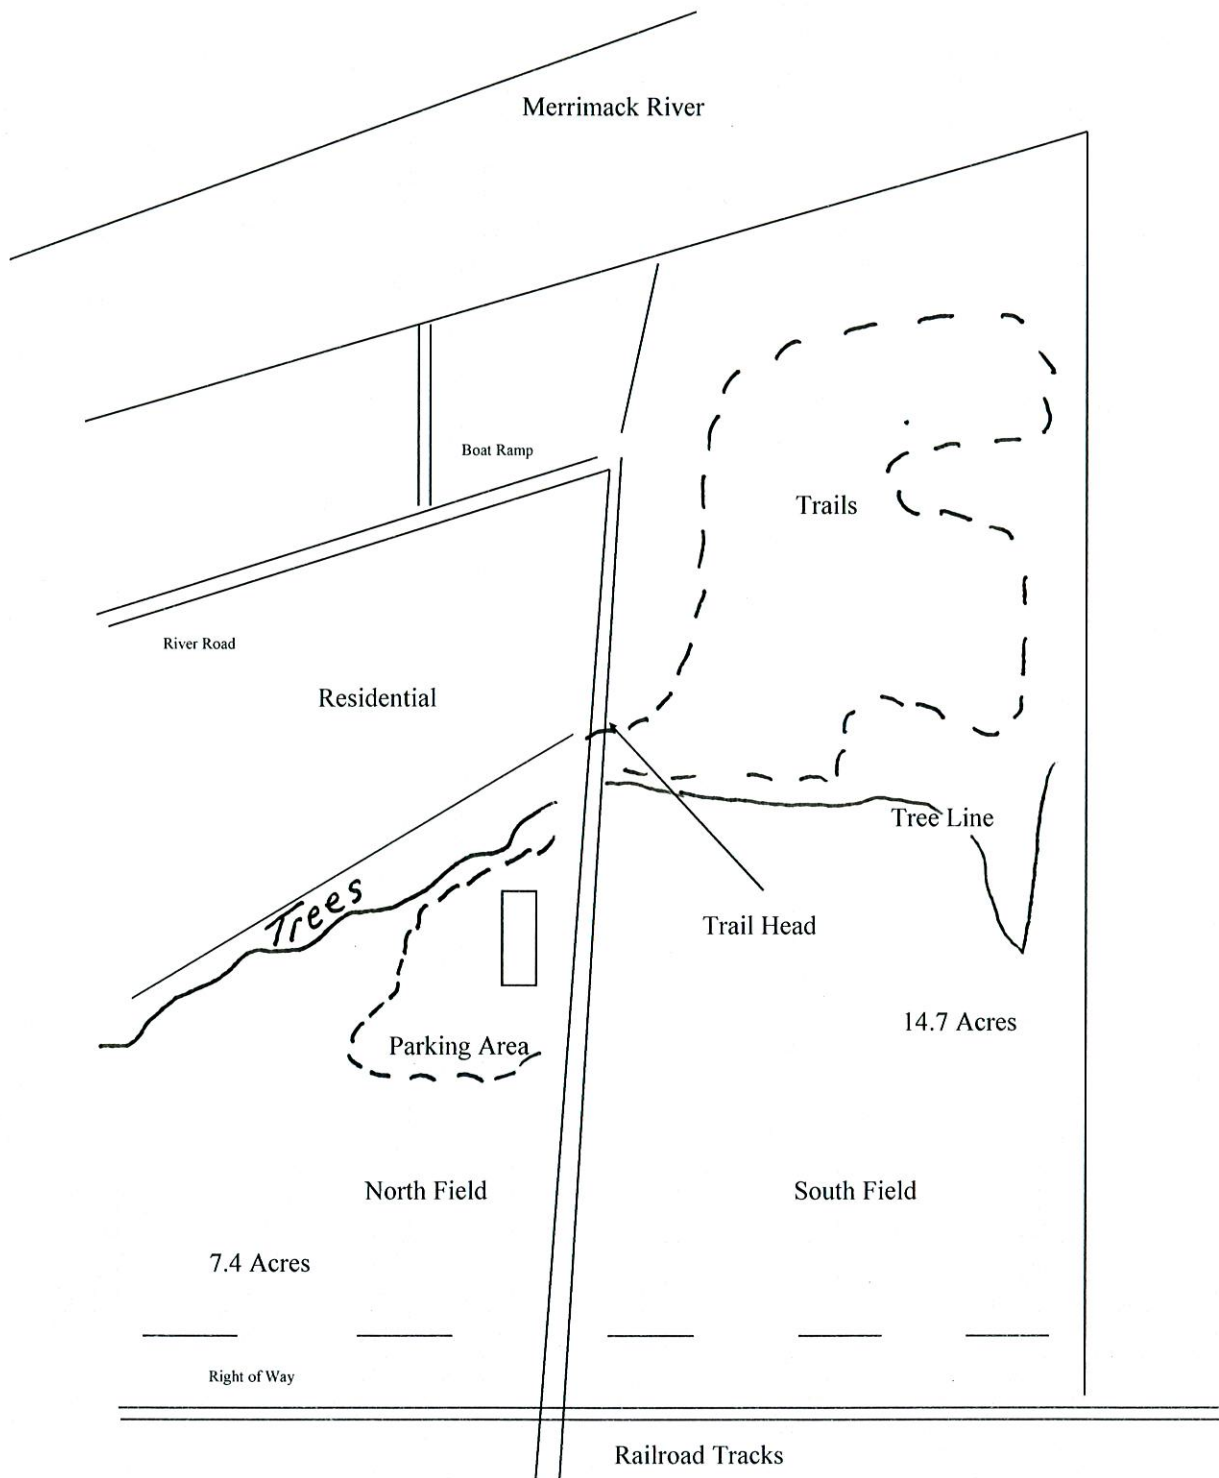 Merrimack River
Boat Ramp
Trails
River Road
Residential
Tree Line
Trees
Trail Head
14.7 Acres
Parking Area
North Field
South Field
7.4 Acres
Right of Way
Railroad Tracks